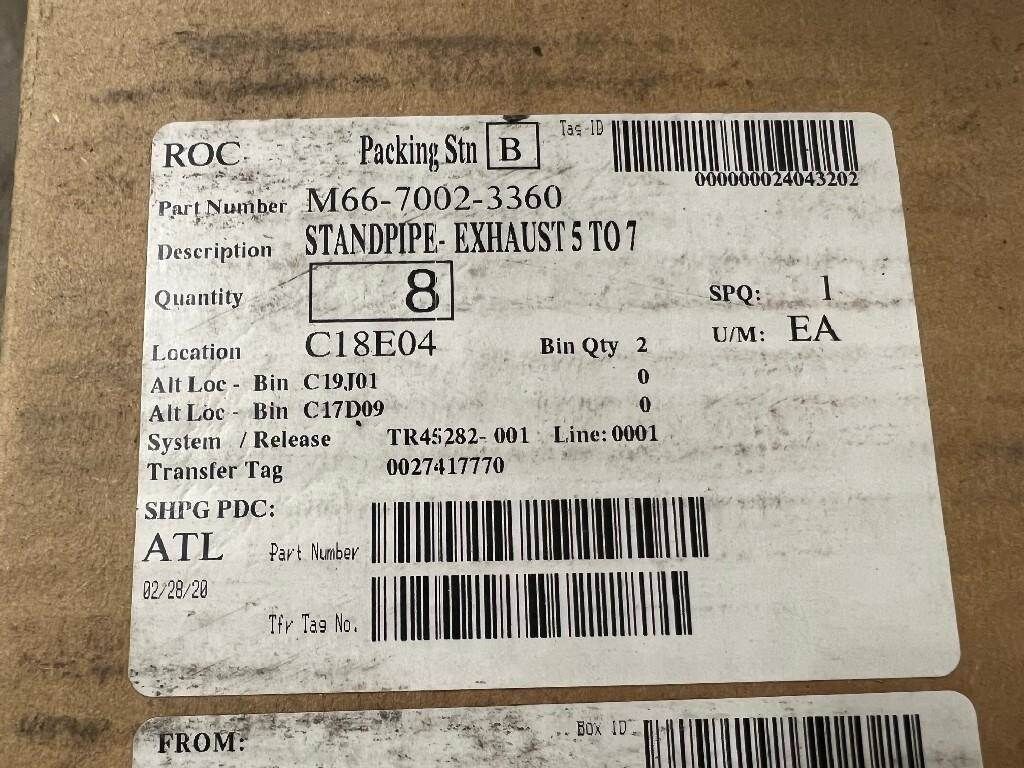 ROC Packing Stn B Tag-ID
000000024043202
Part Number M66-7002-3360
Description STANDPIPE- EXHAUST 5 TO 7
Quantity 8 SPQ: 1
Location C18E04 Bin Qty 2 U/M: EA
Alt Loc - Bin C19J01 0
Alt Loc - Bin C17D09 0
System / Release TR45282-001 Line: 0001
Transfer Tag 0027417770
SHPG PDC:
ATL Part Number
02/28/20
Tfr Tag No.
FROM: Box ID